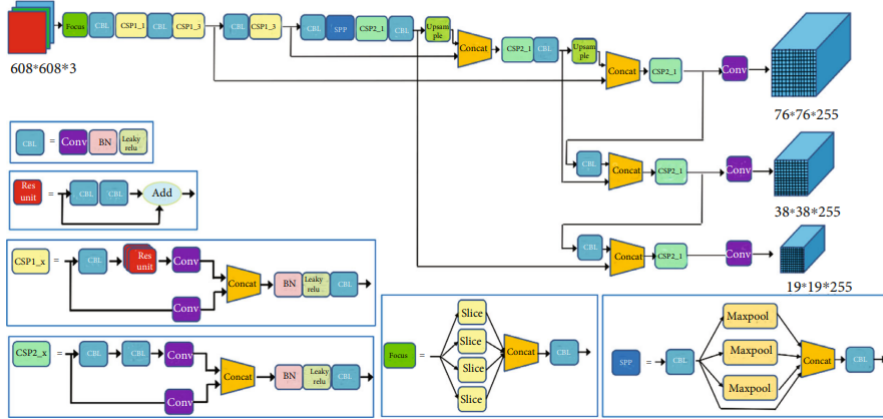 Focus CBL CSP1_1 CBL CSP1_3 CBL CSP1_3 CBL SPP CSP2_1 CBL Upsam
ple Concat CSP2_1 CBL Upsam
ple Concat CSP2_1 Conv
608*608*3
76*76*255
CBL = Conv BN Leaky
relu
CBL Concat CSP2_1 Conv
38*38*255
Res
unit = CBL CBL Add
CBL Concat CSP2_1 Conv
19*19*255
CSP1_x = CBL Res
unit Conv
Conv
Concat BN Leaky
relu CBL
CSP2_x = CBL CBL Conv
Conv
Concat BN Leaky
relu CBL
Focus = Slice
Slice
Slice
Slice
Concat CBL
SPP = CBL Maxpool
Maxpool
Maxpool
Concat CBL